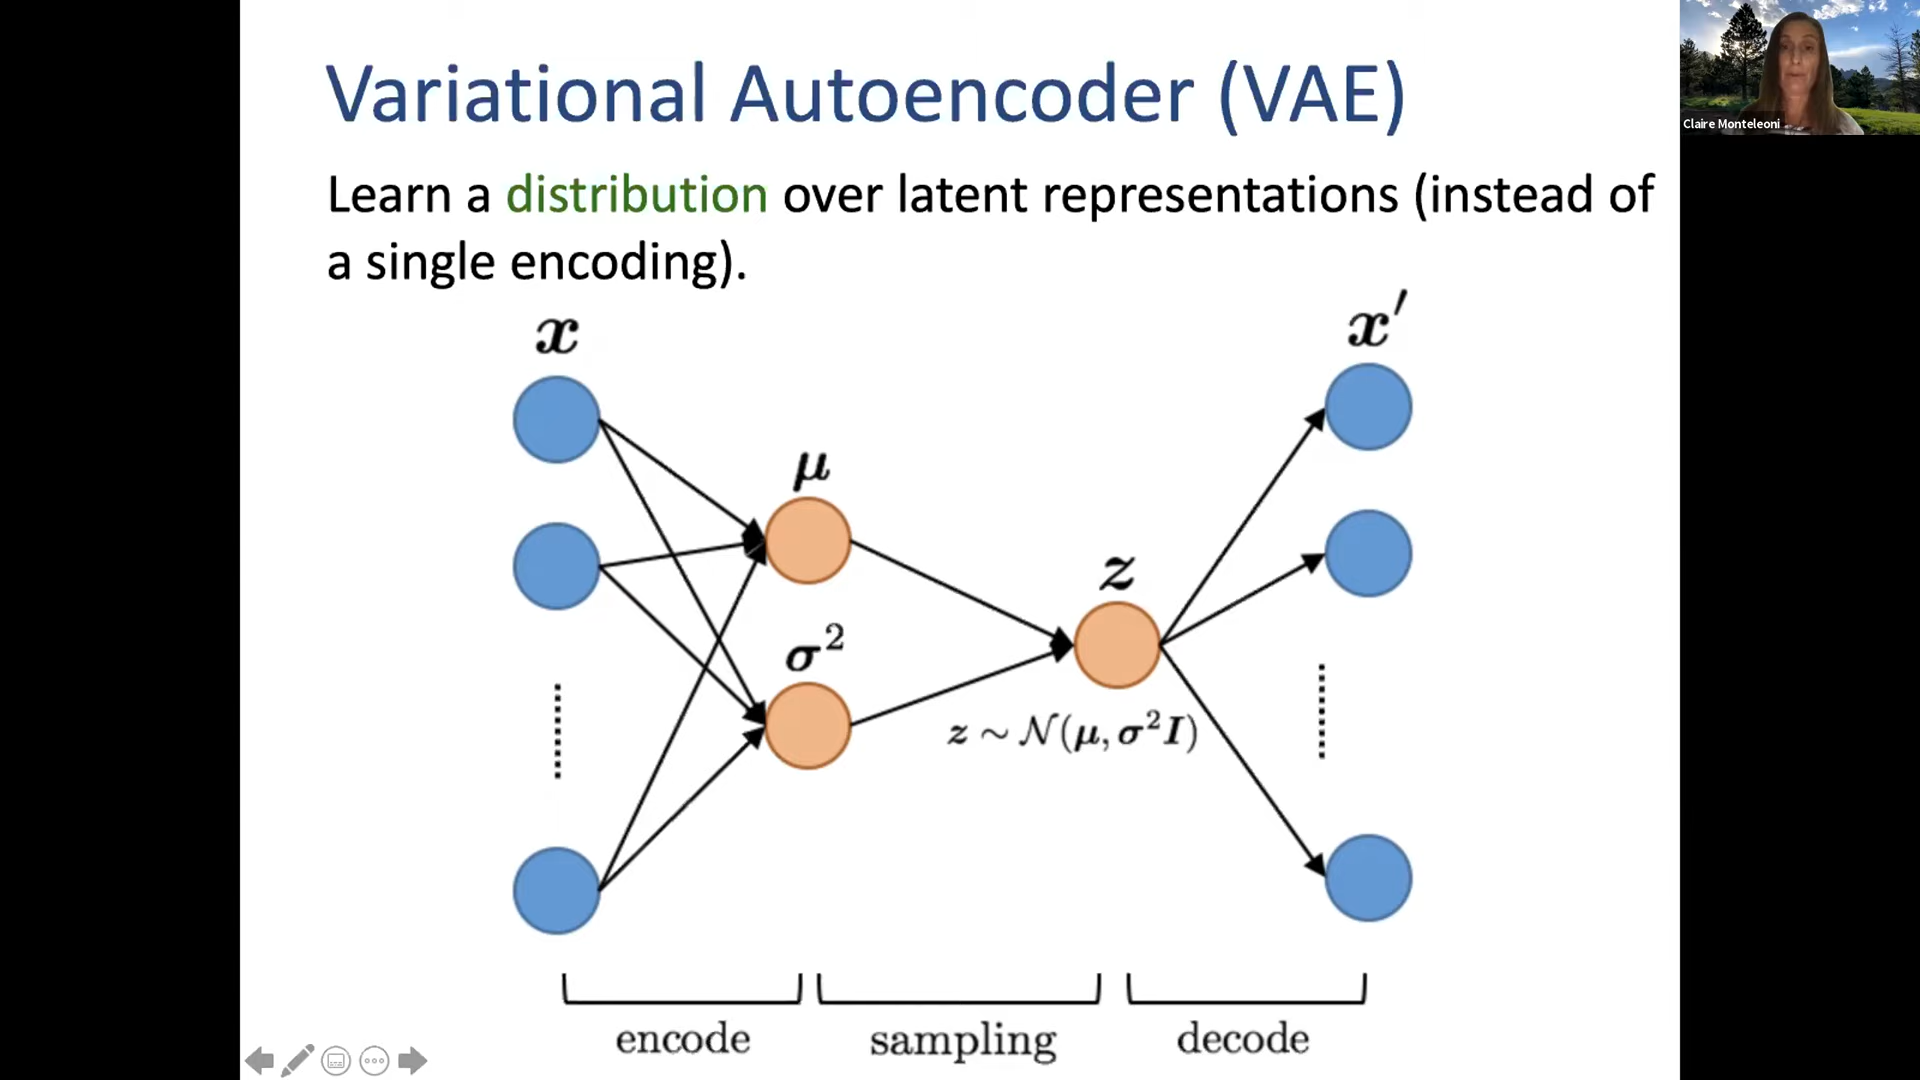 Variational Autoencoder (VAE)
Claire Monteleoni
Learn a distribution over latent representations (instead of
a single encoding).
x
x′
μ
σ²
z
z ∼ 𝒩(μ, σ²I)
encode
sampling
decode